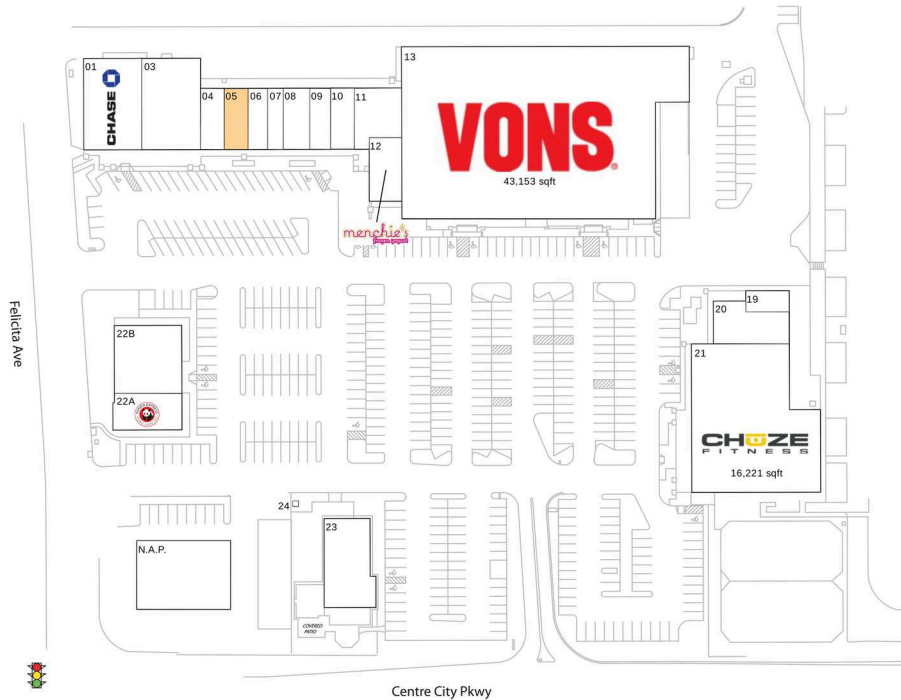 01
03
CHASE
04
05
06
07
08
09
10
11
12
13
VONS
43,153 sqft
menchie's
frozen yogurt
Felicita Ave
22B
22A
PANDA EXPRESS
19
20
21
CHUZE
FITNESS
16,221 sqft
24
23
N.A.P.
COVERED
PATIO
Centre City Pkwy